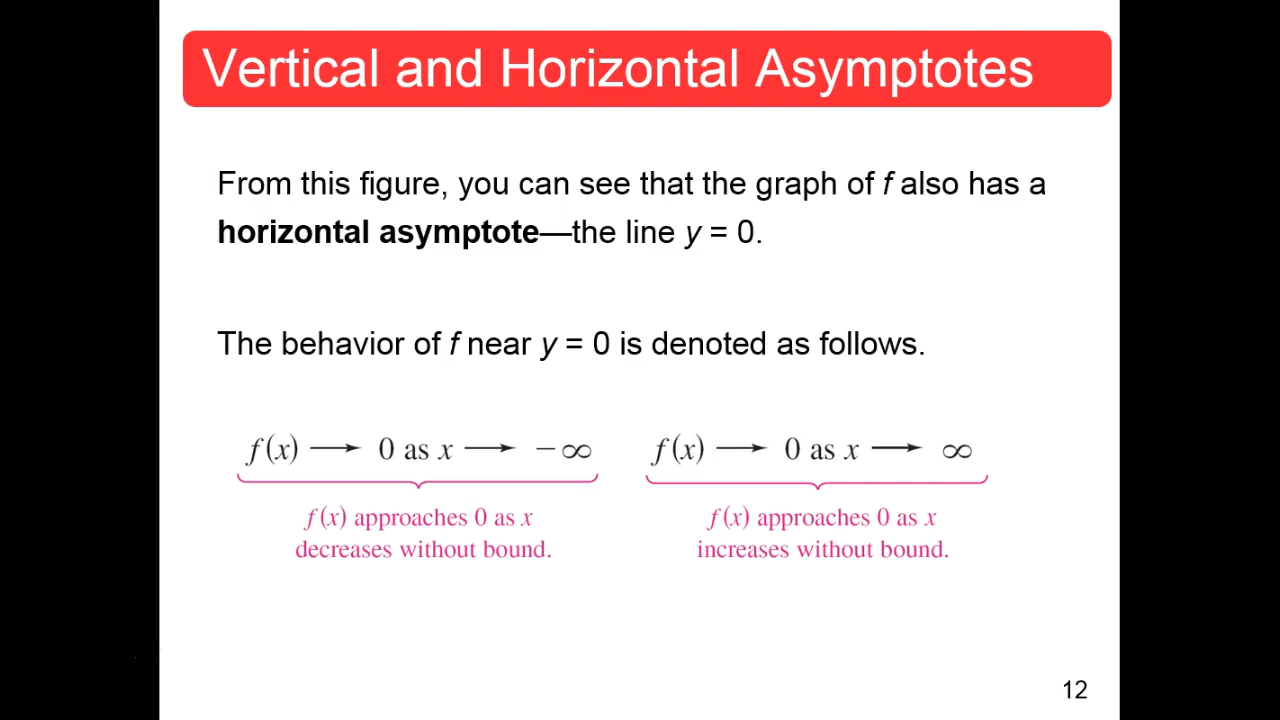 Vertical and Horizontal Asymptotes
From this figure, you can see that the graph of f also has a
horizontal asymptote—the line y = 0.
The behavior of f near y = 0 is denoted as follows.
f(x) ⟶ 0 as x ⟶ −∞
f(x) approaches 0 as x
decreases without bound.
f(x) ⟶ 0 as x ⟶ ∞
f(x) approaches 0 as x
increases without bound.
12